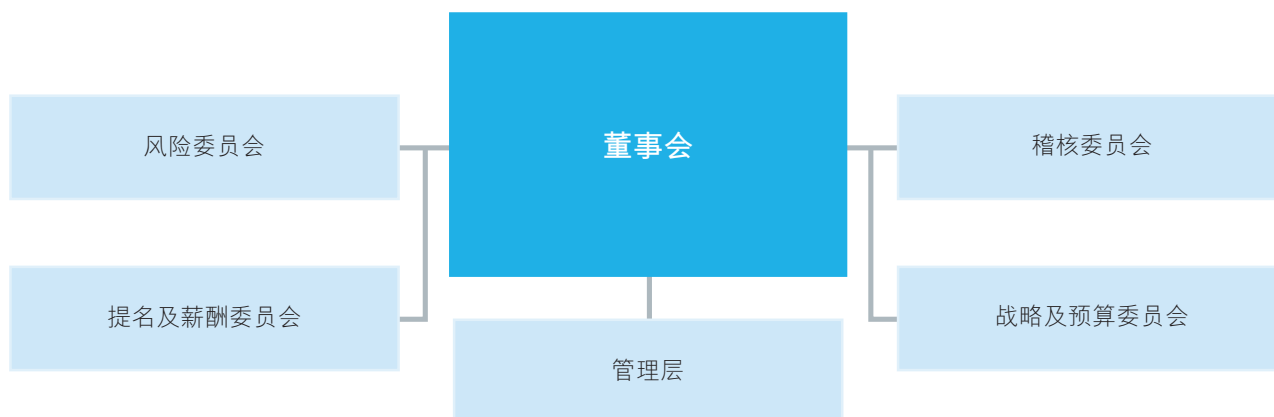 董事会
风险委员会
稽核委员会
提名及薪酬委员会
战略及预算委员会
管理层